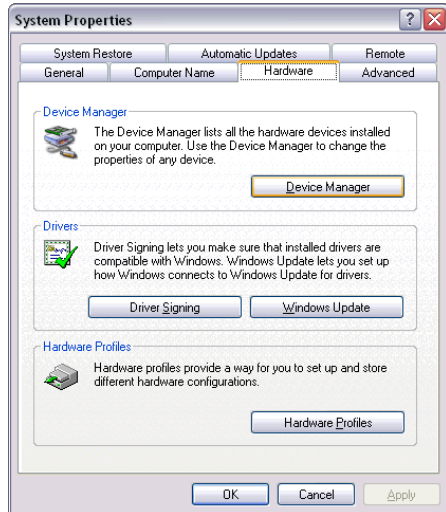 System Properties
System Restore
Automatic Updates
Remote
General
Computer Name
Hardware
Advanced
Device Manager
The Device Manager lists all the hardware devices installed
on your computer. Use the Device Manager to change the
properties of any device.
Device Manager
Drivers
Driver Signing lets you make sure that installed drivers are
compatible with Windows. Windows Update lets you set up
how Windows connects to Windows Update for drivers.
Driver Signing
Windows Update
Hardware Profiles
Hardware profiles provide a way for you to set up and store
different hardware configurations.
Hardware Profiles
OK
Cancel
Apply